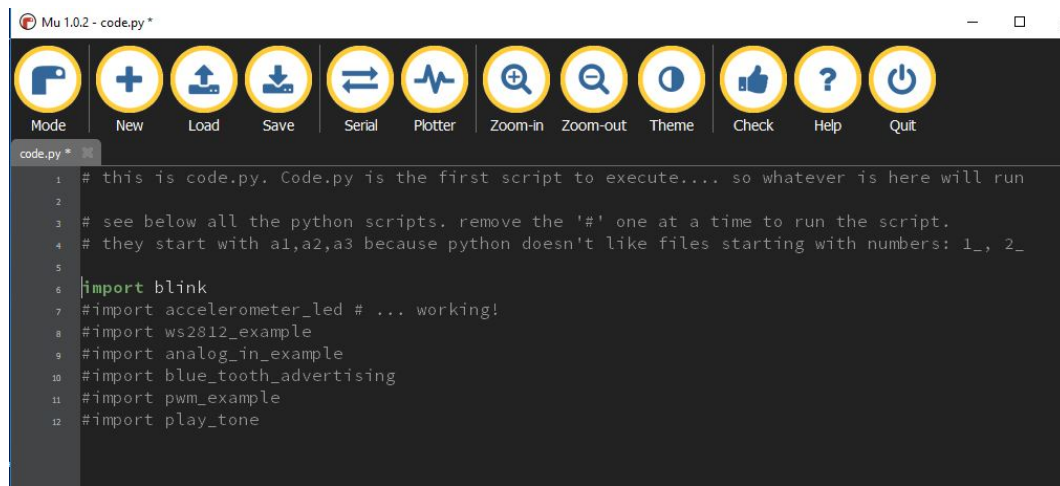 Mu 1.0.2 - code.py *
Mode New Load Save Serial Plotter Zoom-in Zoom-out Theme Check Help Quit
code.py *
1 # this is code.py. Code.py is the first script to execute.... so whatever is here will run
2
3 # see below all the python scripts. remove the '#' one at a time to run the script.
4 # they start with a1,a2,a3 because python doesn't like files starting with numbers: 1_, 2_
5
6 import blink
7 #import accelerometer_led # ... working!
8 #import ws2812_example
9 #import analog_in_example
10 #import blue_tooth_advertising
11 #import pwm_example
12 #import play_tone